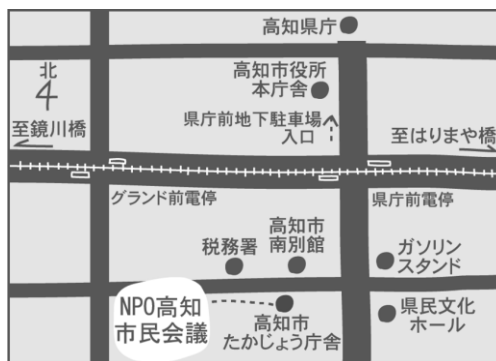 高知県庁
北
高知市役所
本庁舎
至鏡川橋
県庁前地下駐車場
入口
至はりまや橋
グランド前電停
県庁前電停
高知市
南別館
税務署
ガソリン
スタンド
NPO高知
市民会議
高知市
たかじょう庁舎
県民文化
ホール